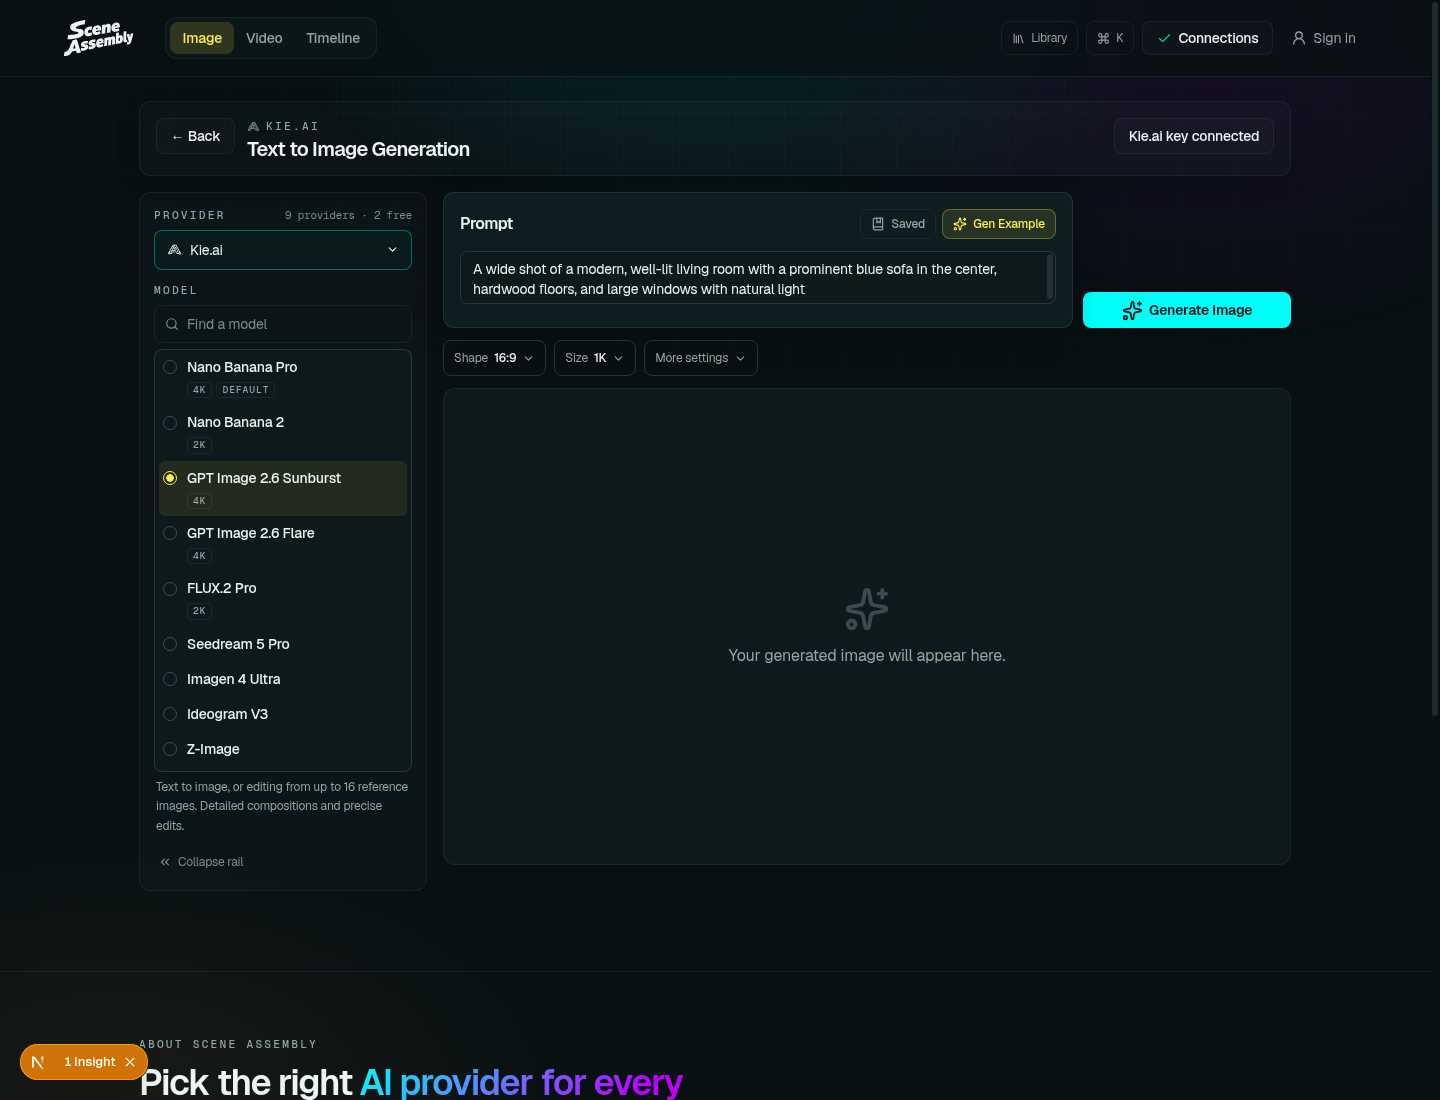 Scene Assembly
Image
Video
Timeline
Library
⌘ K
Connections
Sign in
← Back
KIE.AI
Text to Image Generation
Kie.ai key connected
PROVIDER
9 providers · 2 free
Kie.ai
MODEL
Find a model
Nano Banana Pro
4K DEFAULT
Nano Banana 2
2K
GPT Image 2.6 Sunburst
4K
GPT Image 2.6 Flare
4K
FLUX.2 Pro
2K
Seedream 5 Pro
Imagen 4 Ultra
Ideogram V3
Z-Image
Text to image, or editing from up to 16 reference
images. Detailed compositions and precise
edits.
Collapse rail
Prompt
Saved
Gen Example
A wide shot of a modern, well-lit living room with a prominent blue sofa in the center,
hardwood floors, and large windows with natural light
Generate Image
Shape 16:9
Size 1K
More settings
Your generated image will appear here.
ABOUT SCENE ASSEMBLY
Pick the right AI provider for every
N 1 Insight